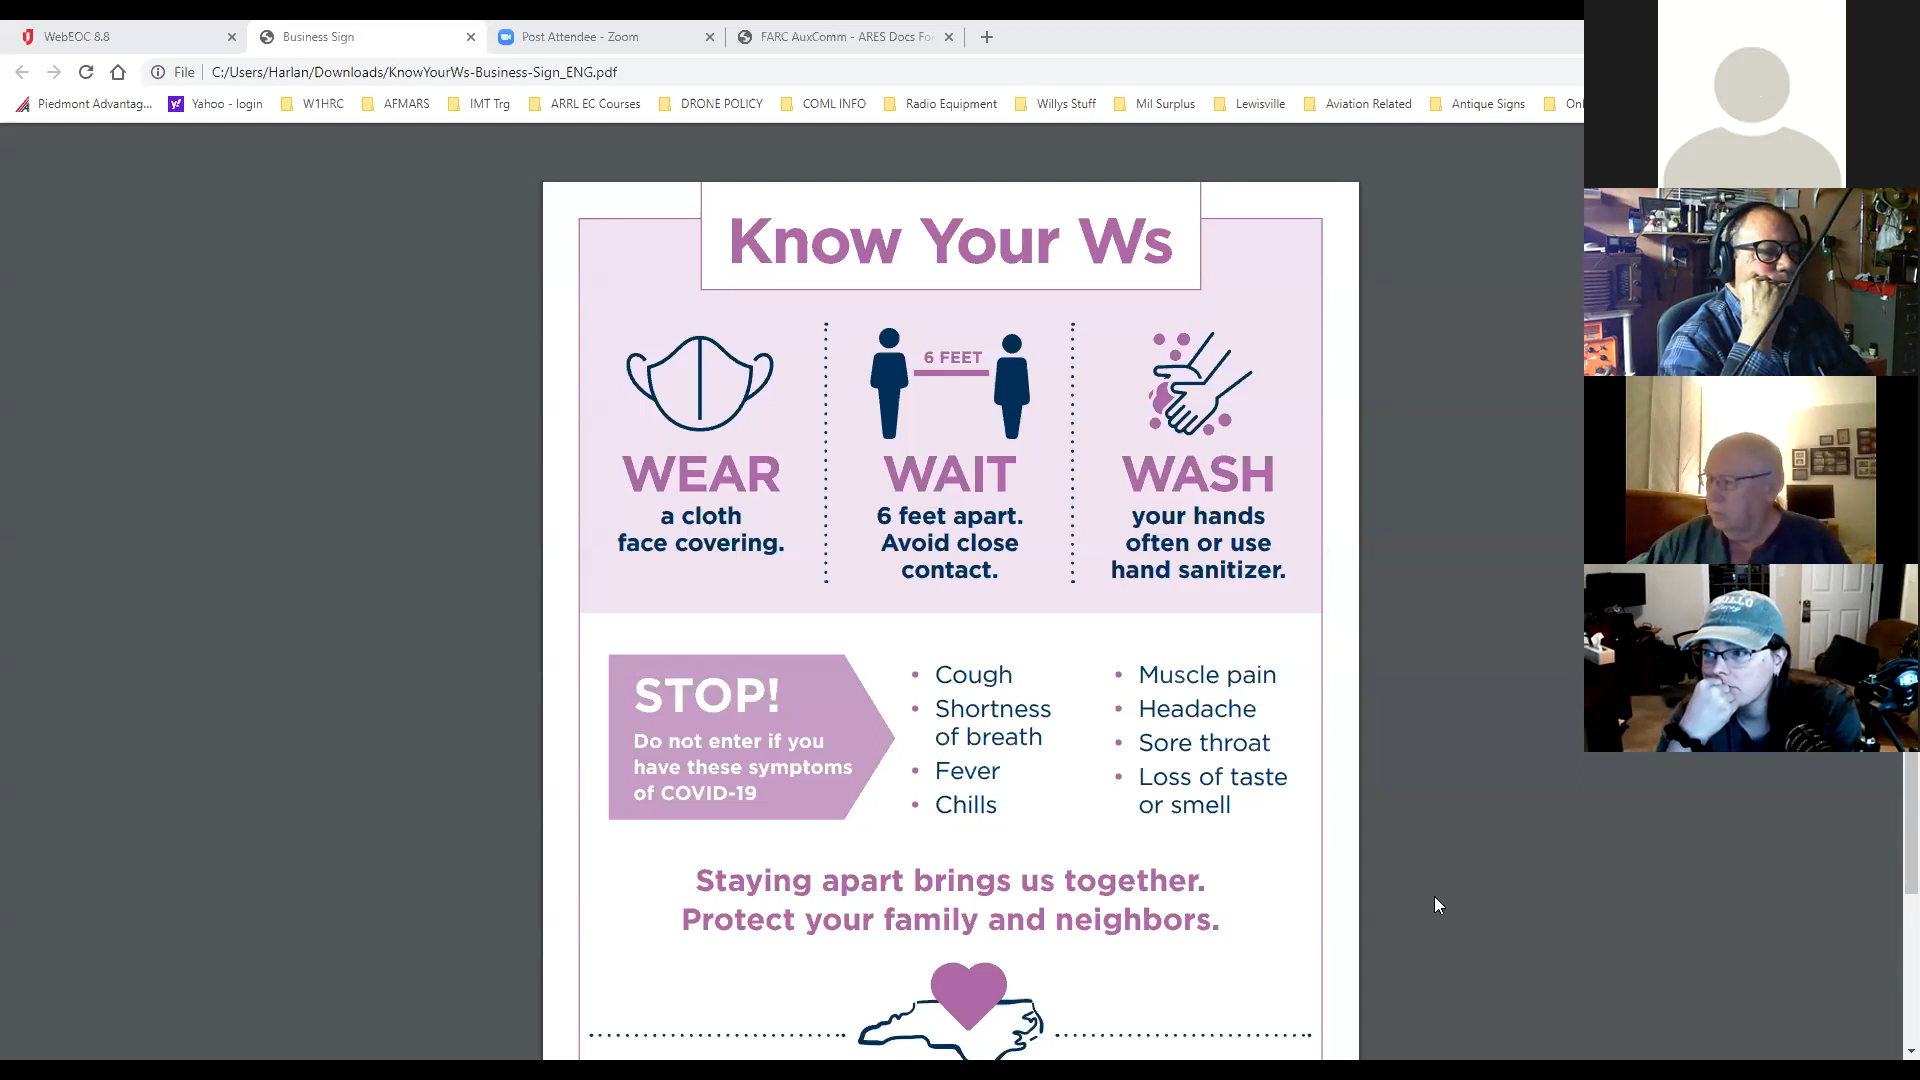 WebEOC 8.8
Business Sign
Post Attendee - Zoom
FARC AuxComm - ARES Docs Fo
File
C:/Users/Harlan/Downloads/KnowYourWs-Business-Sign_ENG.pdf
Piedmont Advantag...
Yahoo - login
W1HRC
AFMARS
IMT Trg
ARRL EC Courses
DRONE POLICY
COML INFO
Radio Equipment
Willys Stuff
Mil Surplus
Lewisville
Aviation Related
Antique Signs
Know Your Ws
6 FEET
WEAR
a cloth
face covering.
WAIT
6 feet apart.
Avoid close
contact.
WASH
your hands
often or use
hand sanitizer.
STOP!
Do not enter if you
have these symptoms
of COVID-19
• Cough
• Shortness
of breath
• Fever
• Chills
• Muscle pain
• Headache
• Sore throat
• Loss of taste
or smell
Staying apart brings us together.
Protect your family and neighbors.